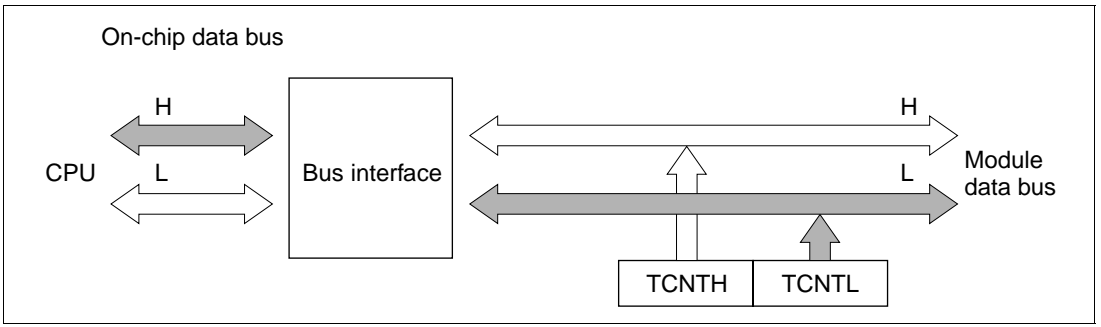 On-chip data bus
H
H
CPU
L
Bus interface
L
Module
data bus
TCNTH
TCNTL